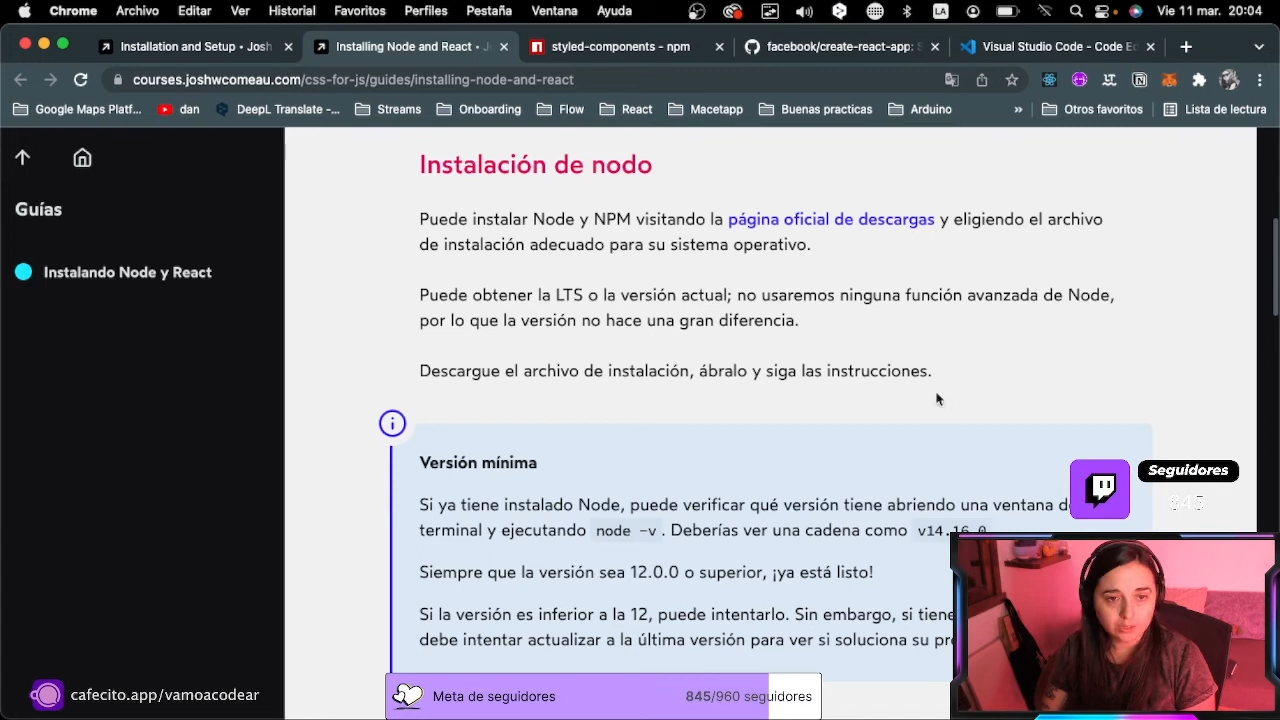 Chrome Archivo Editar Ver Historial Favoritos Perfiles Pestaña Ventana Ayuda LA Vie 11 mar. 20:04
Installation and Setup • Josh Installing Node and React • J styled-components - npm facebook/create-react-app: S Visual Studio Code - Code Ec
courses.joshwcomeau.com/css-for-js/guides/installing-node-and-react
Google Maps Platf... dan DeepL Translate -... Streams Onboarding Flow React Macetapp Buenas practicas Arduino » Otros favoritos Lista de lectura
Guías
Instalando Node y React
Instalación de nodo
Puede instalar Node y NPM visitando la página oficial de descargas y eligiendo el archivo
de instalación adecuado para su sistema operativo.
Puede obtener la LTS o la versión actual; no usaremos ninguna función avanzada de Node,
por lo que la versión no hace una gran diferencia.
Descargue el archivo de instalación, ábralo y siga las instrucciones.
Versión mínima
Si ya tiene instalado Node, puede verificar qué versión tiene abriendo una ventana d
terminal y ejecutando node -v. Deberías ver una cadena como v14.16.0
Siempre que la versión sea 12.0.0 o superior, ¡ya está listo!
Si la versión es inferior a la 12, puede intentarlo. Sin embargo, si tiene
debe intentar actualizar a la última versión para ver si soluciona su pr
Seguidores
845
cafecito.app/vamoacodear
Meta de seguidores 845/960 seguidores